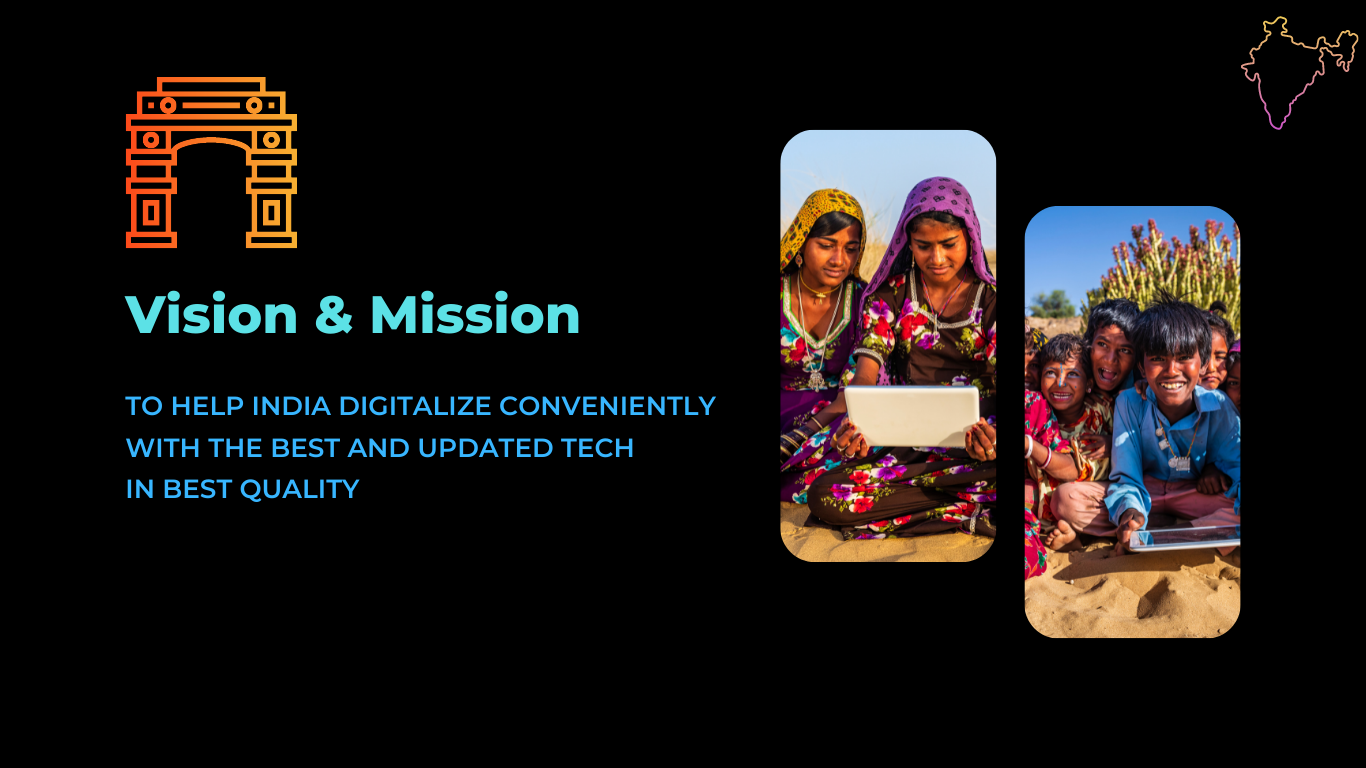 Vision & Mission
TO HELP INDIA DIGITALIZE CONVENIENTLY
WITH THE BEST AND UPDATED TECH
IN BEST QUALITY